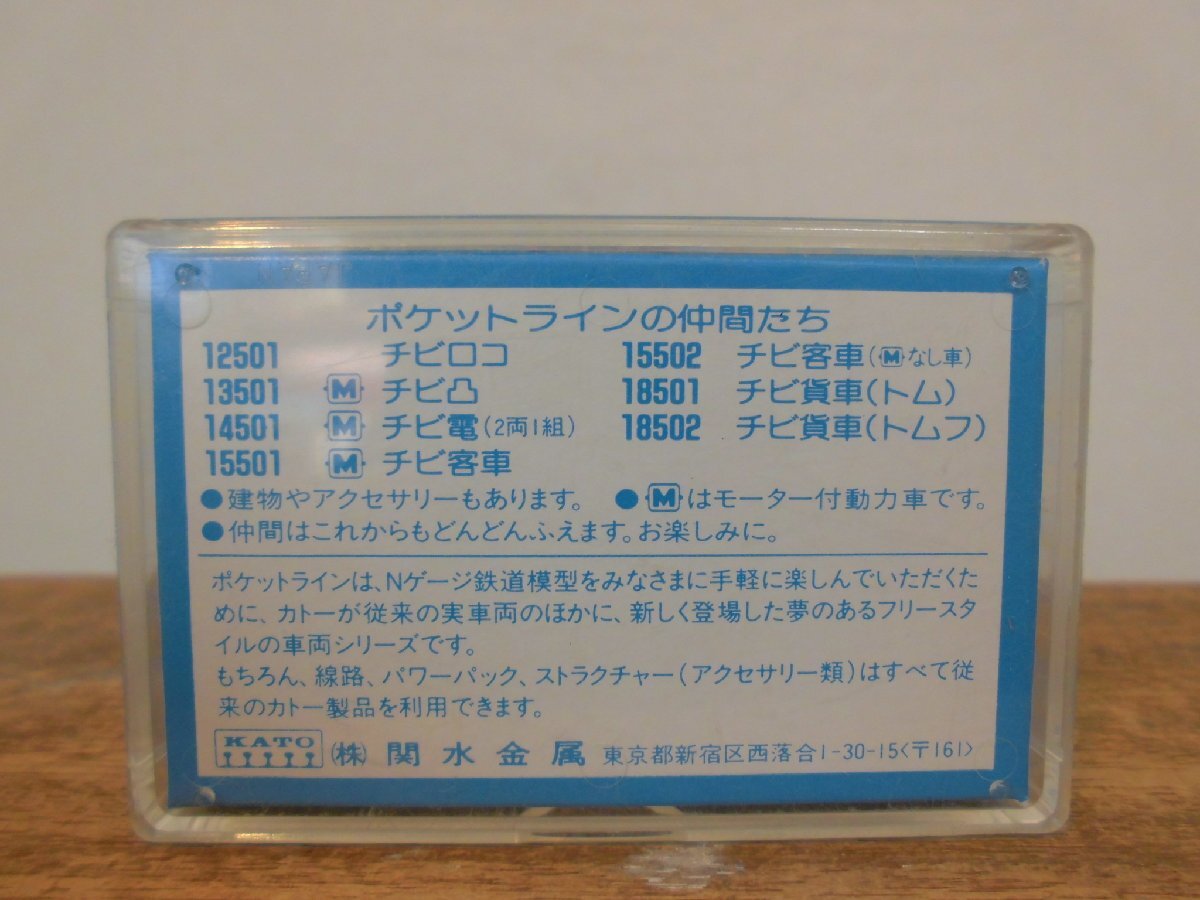 ポケットラインの仲間たち
12501 チビロコ
13501 M チビ凸
14501 M チビ電(2両1組)
15501 M チビ客車
15502 チビ客車(Mなし車)
18501 チビ貨車(トム)
18502 チビ貨車(トムフ)
●建物やアクセサリーもあります。 ●Mはモーター付動力車です。
●仲間はこれからもどんどんふえます。お楽しみに。
ポケットラインは、Nゲージ鉄道模型をみなさまに手軽に楽しんでいただくた
めに、カトーが従来の実車両のほかに、新しく登場した夢のあるフリースタ
イルの車両シリーズです。
もちろん、線路、パワーパック、ストラクチャー(アクセサリー類)はすべて従
来のカトー製品を利用できます。
KATO (株)関水金属 東京都新宿区西落合1-30-15〈〒161〉